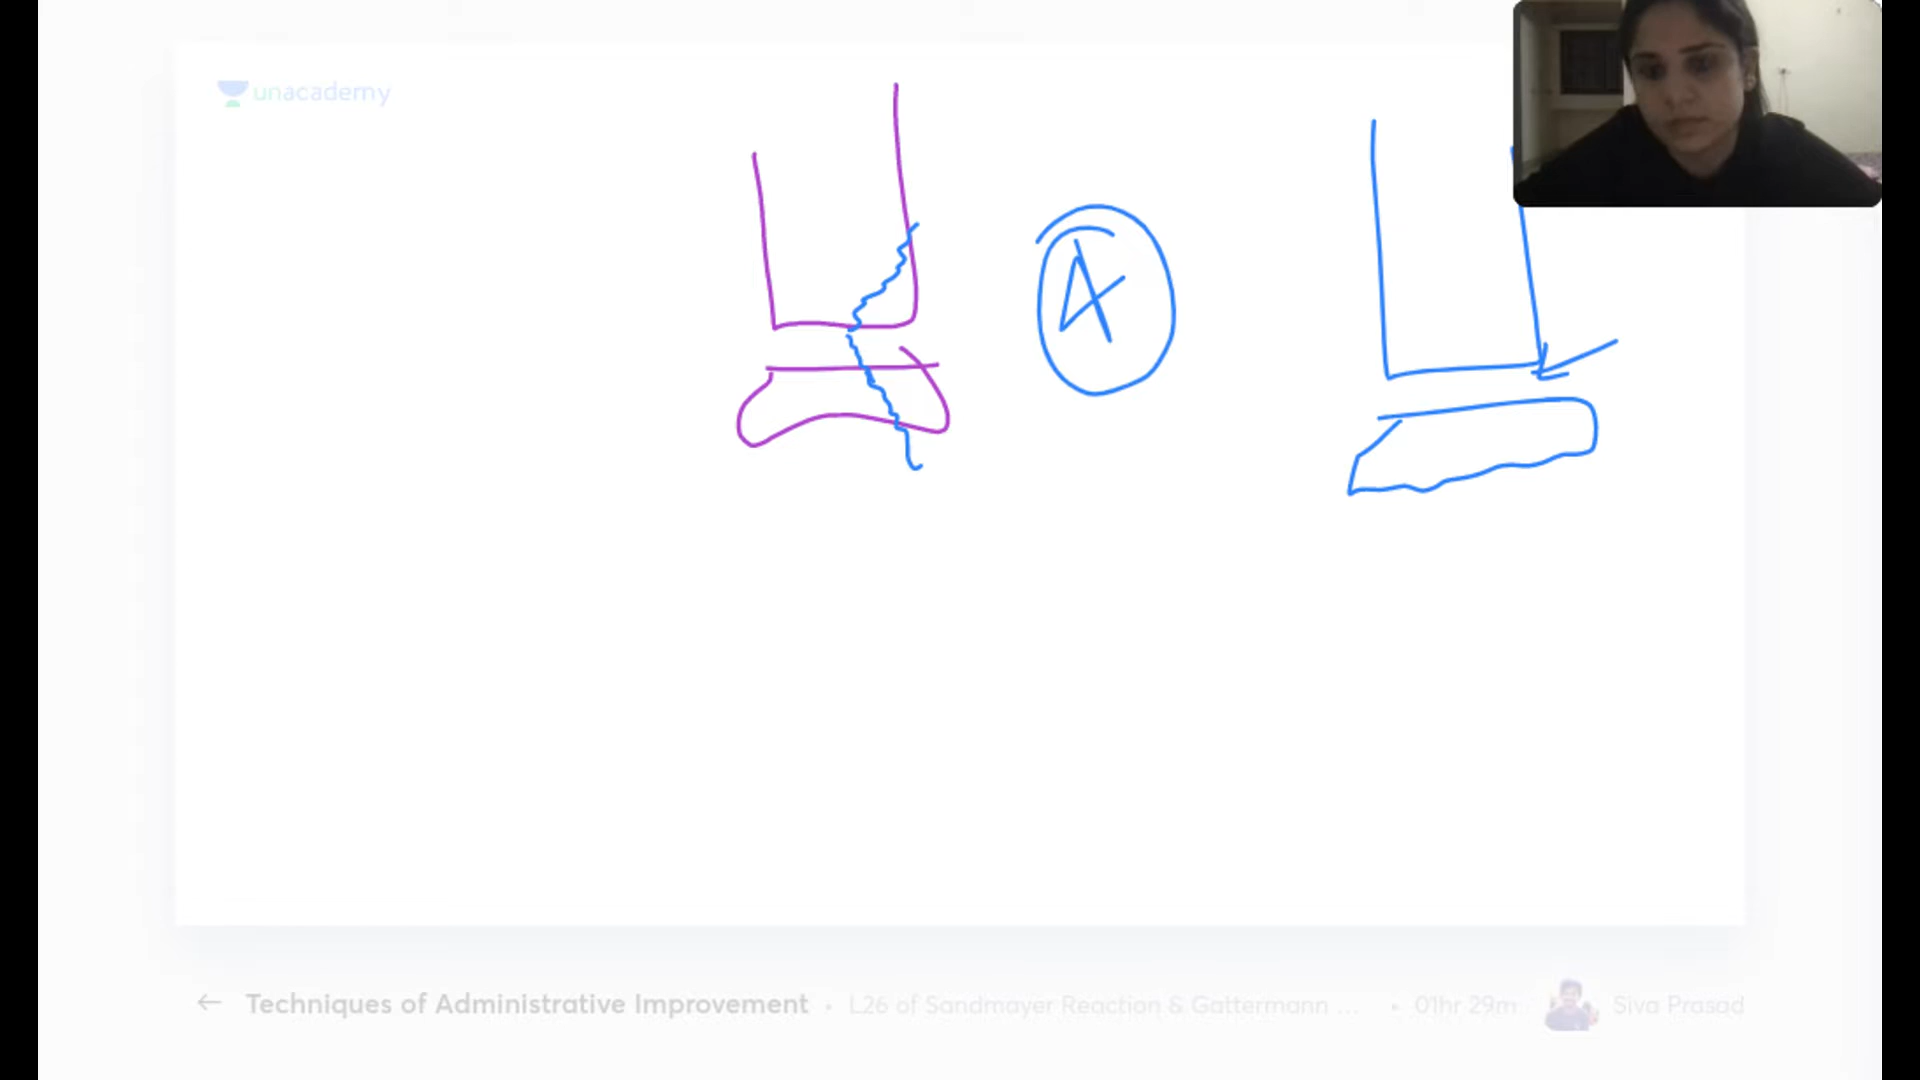 unacademy
4
← Techniques of Administrative Improvement • L26 of Sandmayer Reaction & Gattermann ... • 01hr 29m Siva Prasad